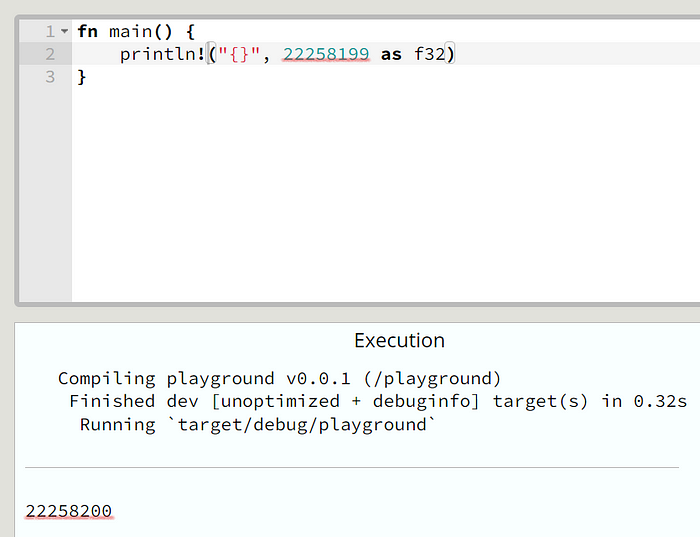 1 fn main() {
2 println!("{}", 22258199 as f32)
3 }
Execution
Compiling playground v0.0.1 (/playground)
Finished dev [unoptimized + debuginfo] target(s) in 0.32s
Running `target/debug/playground`
22258200